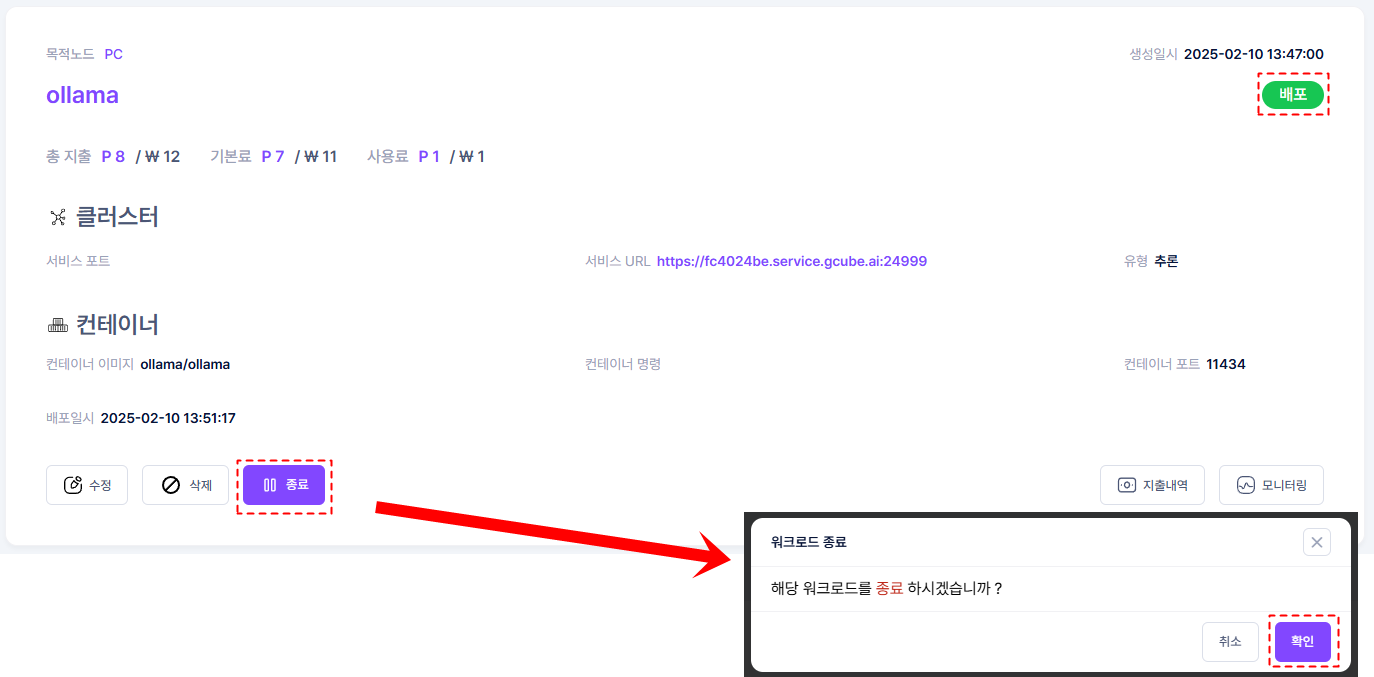 목적노드 PC
생성일시 2025-02-10 13:47:00
ollama
배포
총 지출 P 8 / ₩ 12 기본료 P 7 / ₩ 11 사용료 P 1 / ₩ 1
클러스터
서비스 포트
서비스 URL https://fc4024be.service.gcube.ai:24999
유형 추론
컨테이너
컨테이너 이미지 ollama/ollama
컨테이너 명령
컨테이너 포트 11434
배포일시 2025-02-10 13:51:17
수정
삭제
종료
지출내역
모니터링
워크로드 종료
해당 워크로드를 종료 하시겠습니까 ?
취소
확인